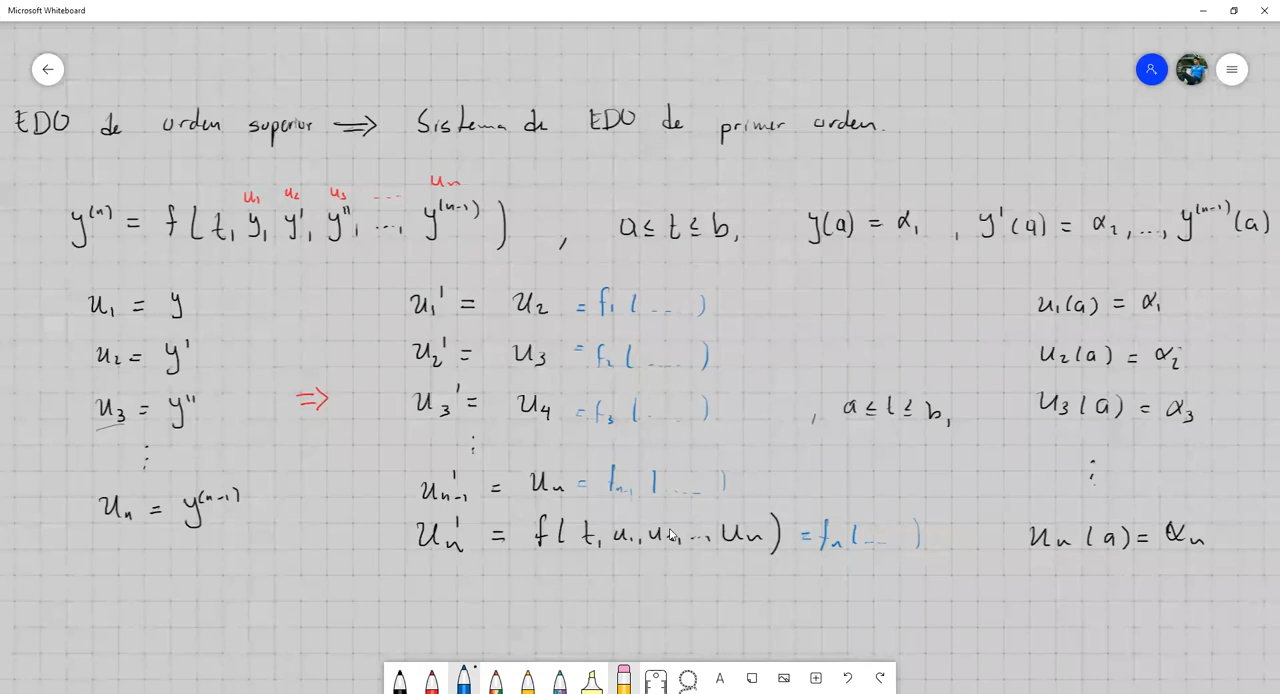 Microsoft Whiteboard
EDO de orden superior ⟹ Sistema de EDO de primer orden.
u₁ u₂ u₃ ... uₙ
y⁽ⁿ⁾ = f(t, y, y', y'', ..., y⁽ⁿ⁻¹⁾), a ≤ t ≤ b, y(a) = α₁, y'(a) = α₂, ..., y⁽ⁿ⁻¹⁾(a)
u₁ = y u₁' = u₂ = f₁(...) u₁(a) = α₁
u₂ = y' u₂' = u₃ = f₂(....) u₂(a) = α₂
u₃ = y'' ⟹ u₃' = u₄ = f₃(....) , a ≤ t ≤ b, u₃(a) = α₃
⋮ ⋮ ⋮
uₙ₋₁' = uₙ = fₙ₋₁(....)
uₙ = y⁽ⁿ⁻¹⁾ uₙ' = f(t, u₁, u₂, ..., uₙ) = fₙ(...) uₙ(a) = αₙ
A